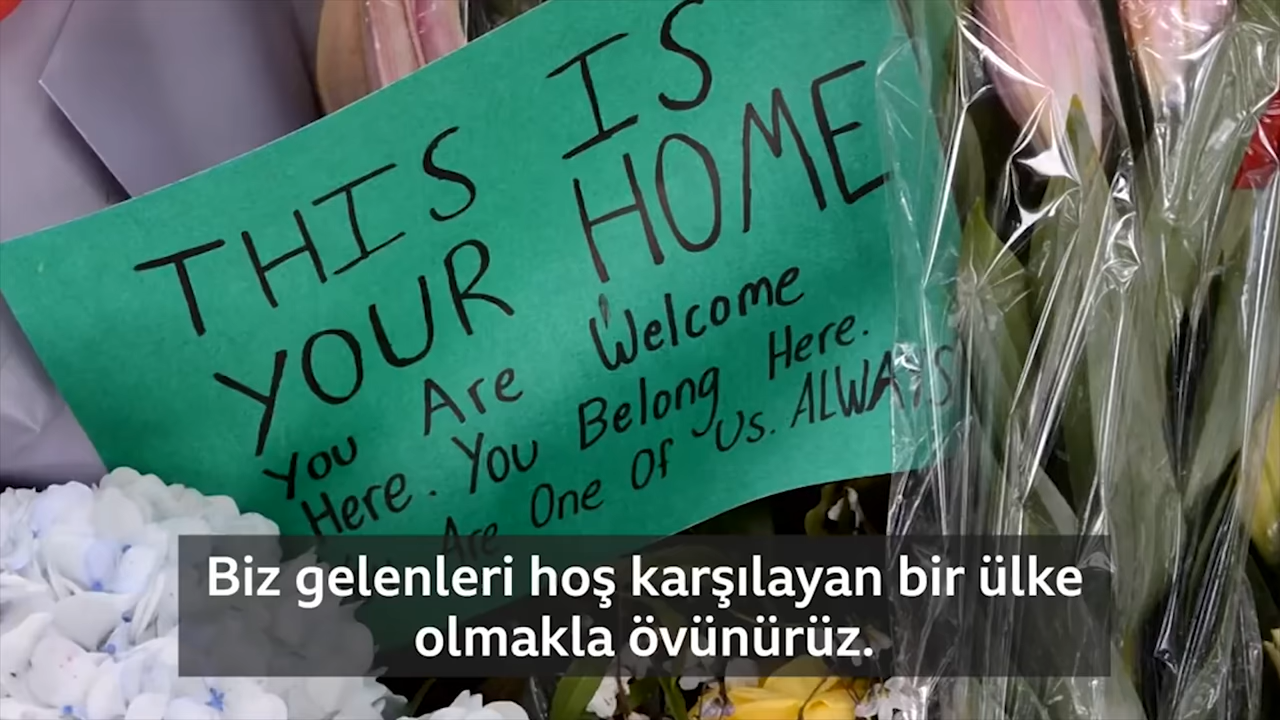 THIS IS
YOUR HOME
You Are Welcome
Here. You Belong Here.
Are One Of Us. ALWAYS
Biz gelenleri hoş karşılayan bir ülke
olmakla övünürüz.